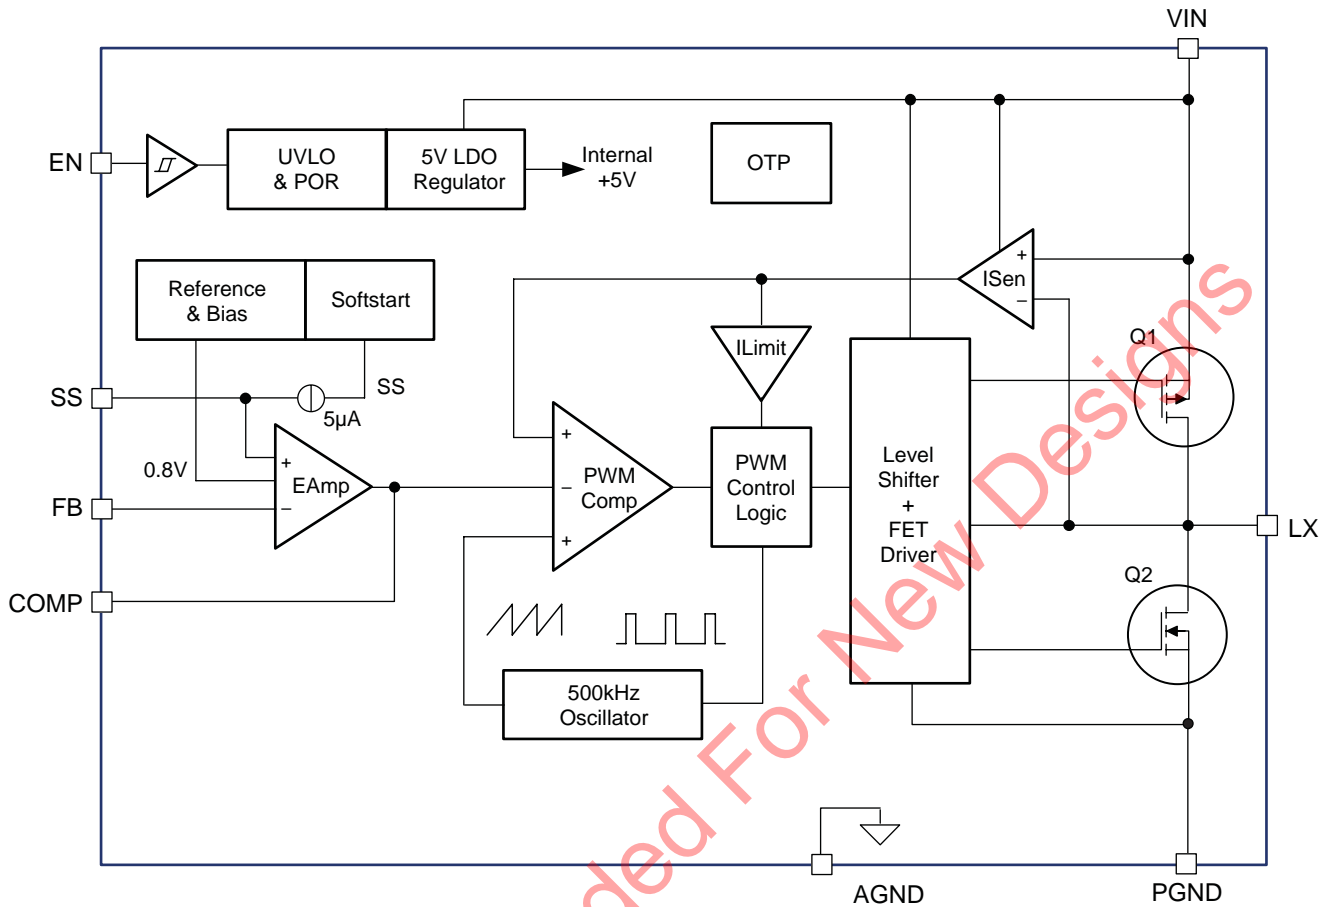 VIN
EN
UVLO
& POR
5V LDO
Regulator
Internal
+5V
OTP
Reference
& Bias
Softstart
+
ISen
−
ILimit
Q1
SS
SS
5µA
0.8V
+
EAmp
−
FB
+
PWM
Comp
−
+
PWM
Control
Logic
Level
Shifter
+
FET
Driver
LX
Q2
COMP
500kHz
Oscillator
AGND
PGND
ded For New Designs